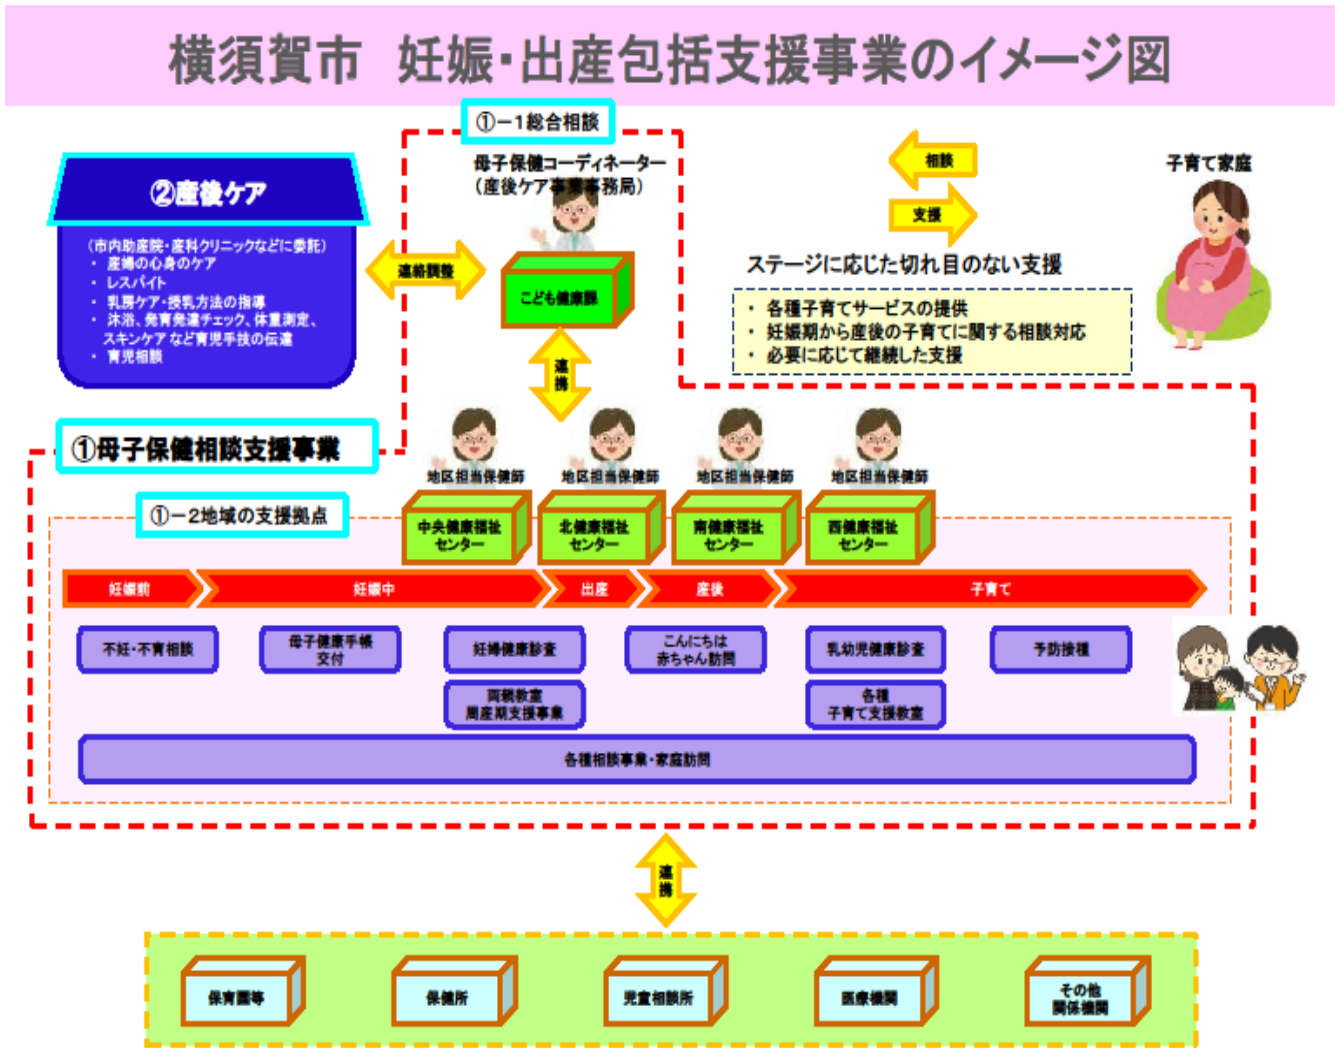 横須賀市 妊娠・出産包括支援事業のイメージ図
①－1総合相談
母子保健コーディネーター
（産後ケア事業事務局）
こども健康課
②産後ケア
（市内助産院・産科クリニックなどに委託）
・ 産婦の心身のケア
・ レスパイト
・ 乳房ケア・授乳方法の指導
・ 沐浴、発育発達チェック、体重測定、
スキンケアなど育児手技の伝達
・ 育児相談
連絡調整
連携
相談
支援
子育て家庭
ステージに応じた切れ目のない支援
・ 各種子育てサービスの提供
・ 妊娠期から産後の子育てに関する相談対応
・ 必要に応じて継続した支援
①母子保健相談支援事業
①－2地域の支援拠点
地区担当保健師
地区担当保健師
地区担当保健師
地区担当保健師
中央健康福祉
センター
北健康福祉
センター
南健康福祉
センター
西健康福祉
センター
妊娠前
妊娠中
出産
産後
子育て
不妊・不育相談
母子健康手帳
交付
妊婦健康診査
こんにちは
赤ちゃん訪問
乳幼児健康診査
予防接種
両親教室
周産期支援事業
各種
子育て支援教室
各種相談事業・家庭訪問
連携
保育園等
保健所
児童相談所
医療機関
その他
関係機関